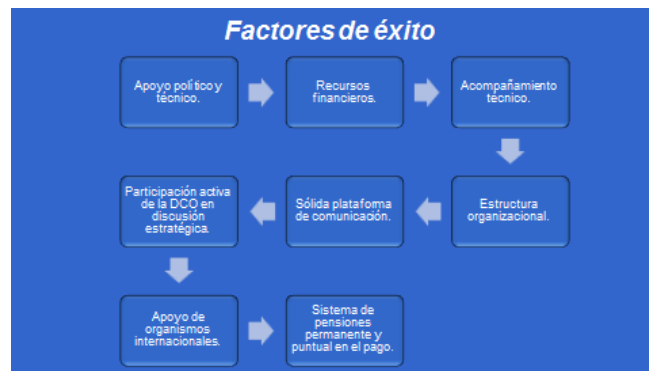 Factores de éxito
Apoyo político y
técnico.
Recursos
financieros.
Acompañamiento
técnico.
Estructura
organizacional.
Sólida plataforma
de comunicación.
Participación activa
de la DCO en
discusión
estratégica.
Apoyo de
organismos
internacionales.
Sistema de
pensiones
permanente y
puntual en el pago.